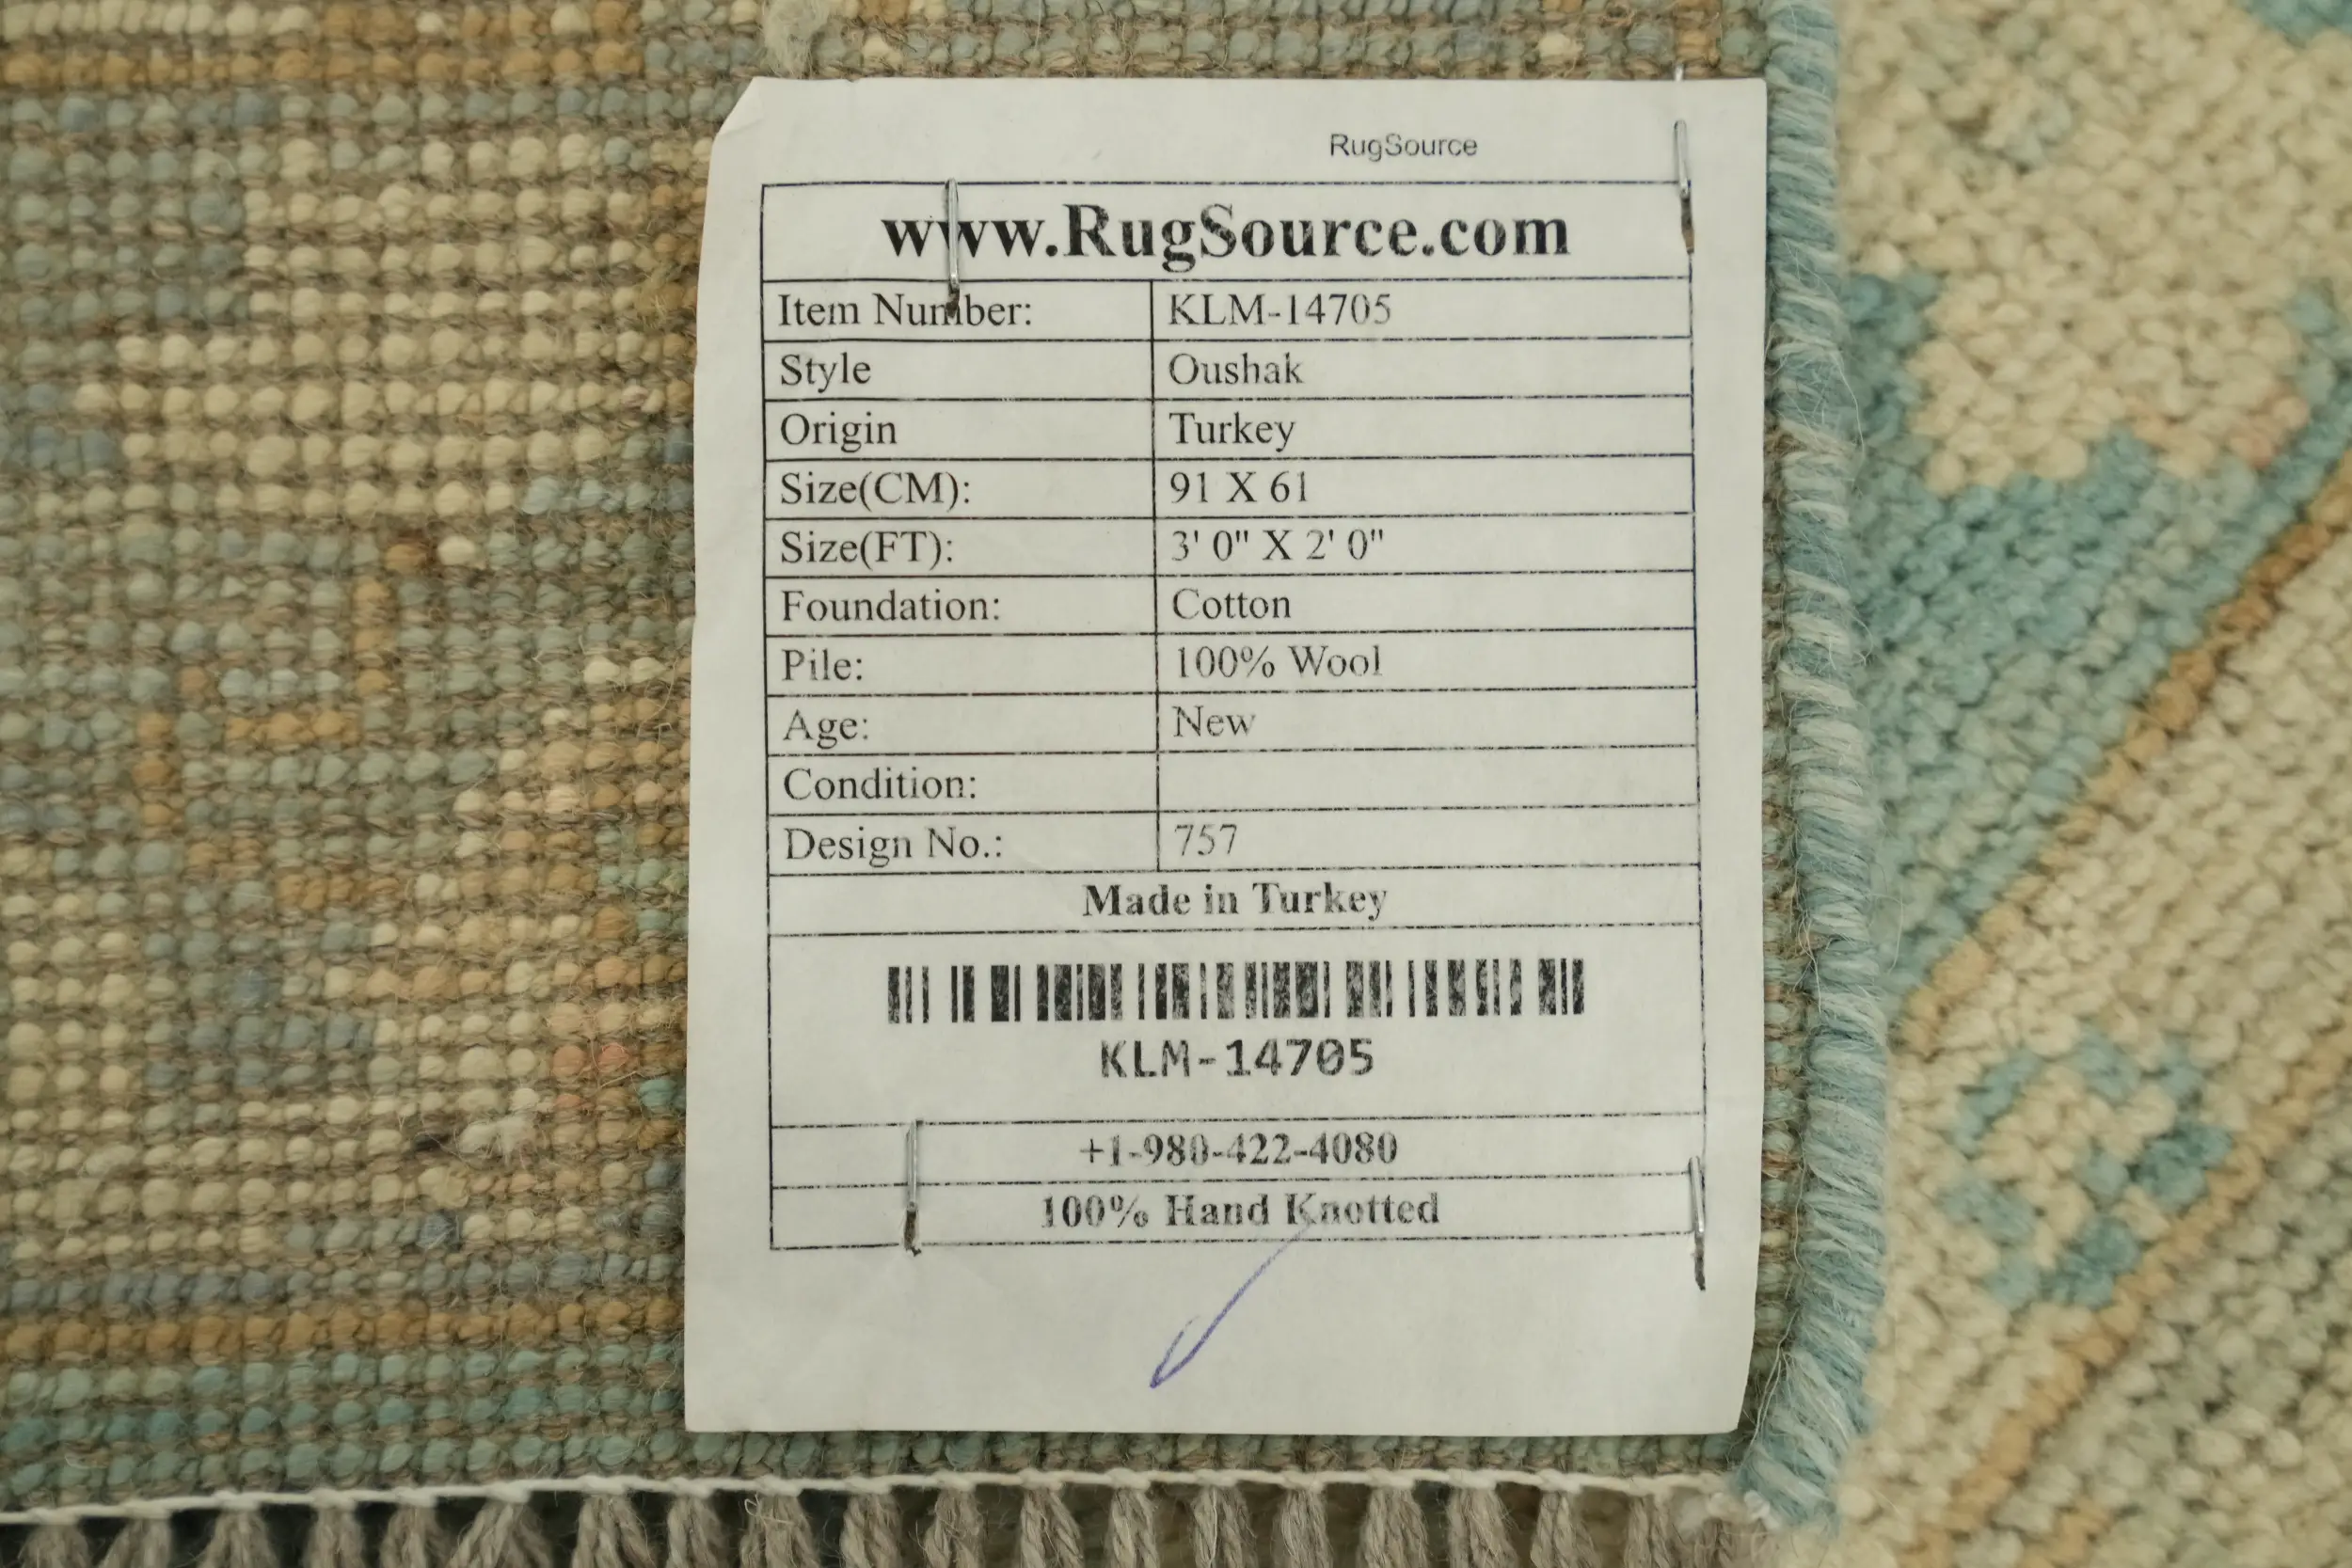 RugSource
www.RugSource.com
Item Number: KLM-14705
Style Oushak
Origin Turkey
Size(CM): 91 X 61
Size(FT): 3' 0" X 2' 0"
Foundation: Cotton
Pile: 100% Wool
Age: New
Condition:
Design No.: 757
Made in Turkey
KLM-14705
+1-980-422-4080
100% Hand Knotted